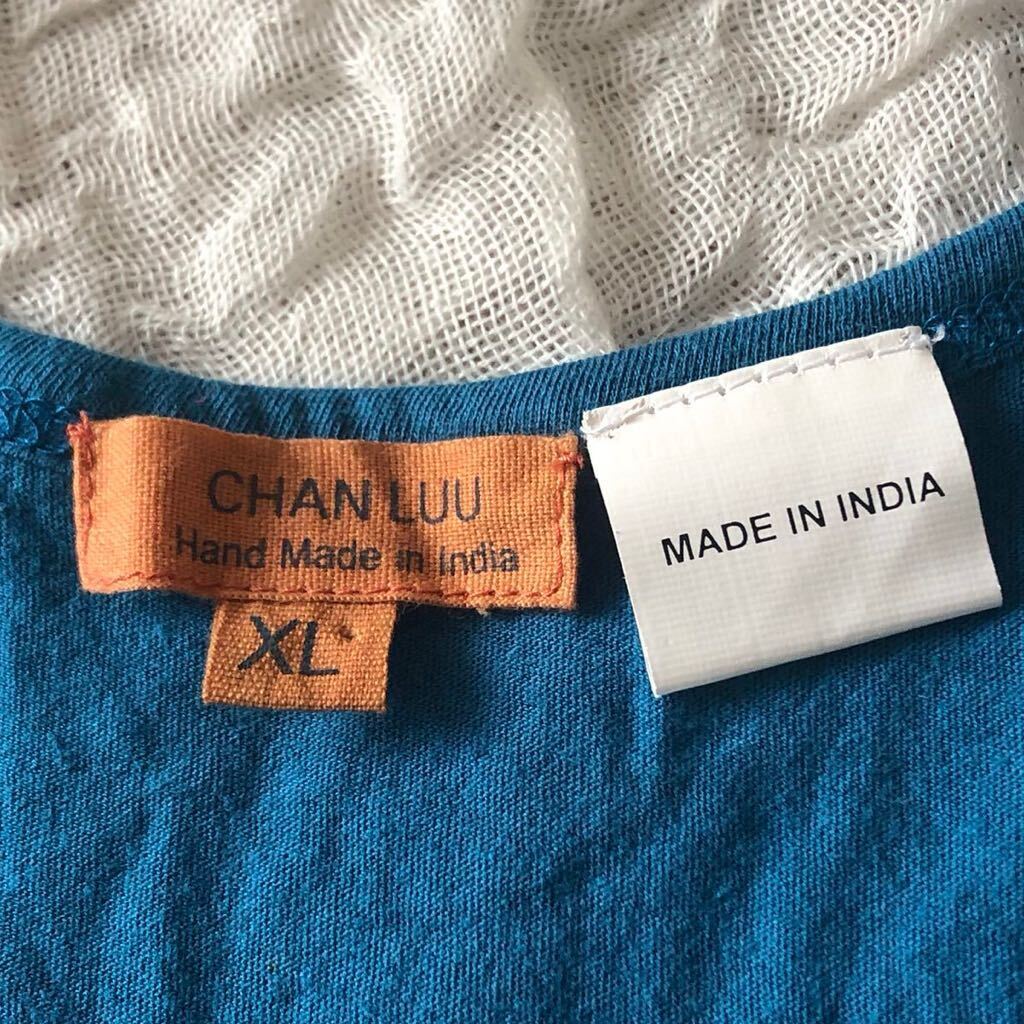 CHAN LUU
Hand Made in India
XL
MADE IN INDIA